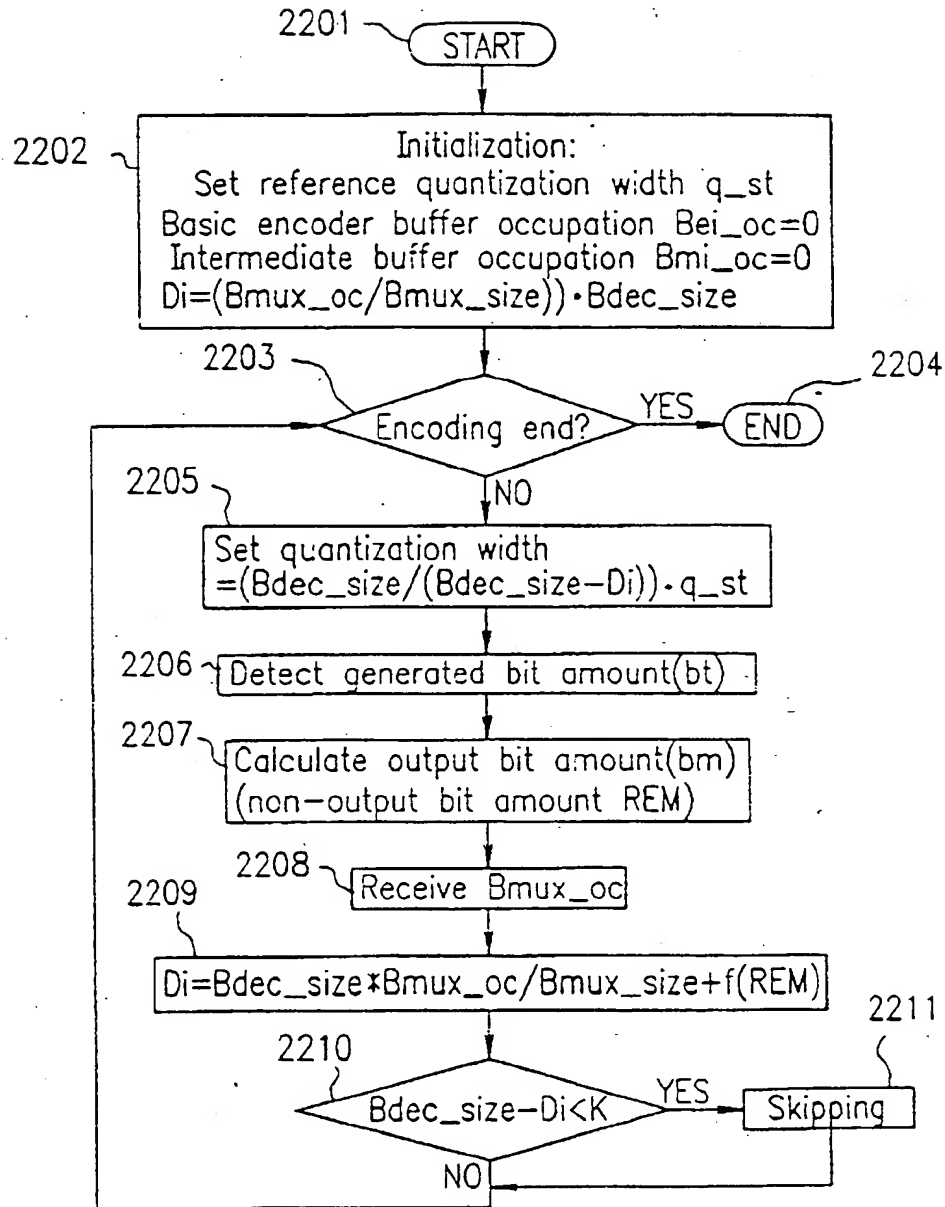 2201
START
2202
Initialization:
Set reference quantization width q_st
Basic encoder buffer occupation Bei_oc=0
Intermediate buffer occupation Bmi_oc=0
Di=(Bmux_oc/Bmux_size))·Bdec_size
2203
2204
Encoding end?
YES
END
NO
2205
Set quantization width
=(Bdec_size/(Bdec_size-Di))·q_st
2206
Detect generated bit amount(bt)
2207
Calculate output bit amount(bm)
(non-output bit amount REM)
2208
Receive Bmux_oc
2209
Di=Bdec_size*Bmux_oc/Bmux_size+f(REM)
2210
2211
Bdec_size-Di<K
YES
Skipping
NO